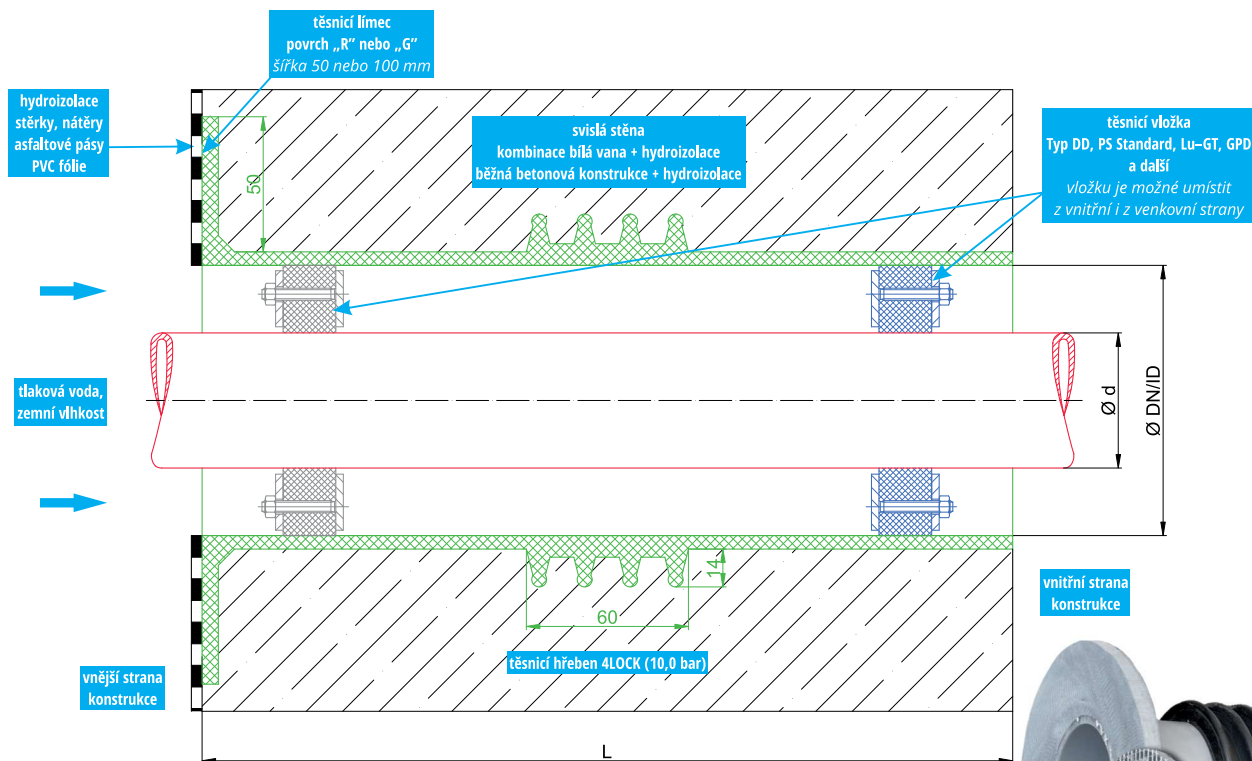 těsnicí límec
povrch „R” nebo „G”
šířka 50 nebo 100 mm
hydroizolace
stěrky, nátěry
asfaltové pásy
PVC fólie
svislá stěna
kombinace bílá vana + hydroizolace
běžná betonová konstrukce + hydroizolace
těsnicí vložka
Typ DD, PS Standard, Lu–GT, GPD
a další
vložku je možné umístit
z vnitřní i z venkovní strany
50
tlaková voda,
zemní vlhkost
Ø d
Ø DN/ID
14
60
těsnicí hřeben 4LOCK (10,0 bar)
vnitřní strana
konstrukce
vnější strana
konstrukce
L